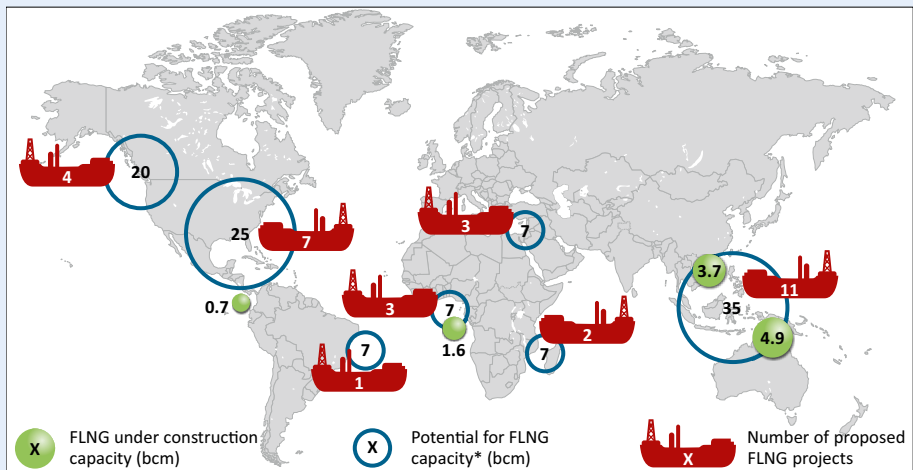 20
4
25
7
3
7
3.7
11
35
0.7
7
3
1.6
2
7
4.9
7
1
X
FLNG under construction
capacity (bcm)
X
Potential for FLNG
capacity* (bcm)
X
Number of proposed
FLNG projects